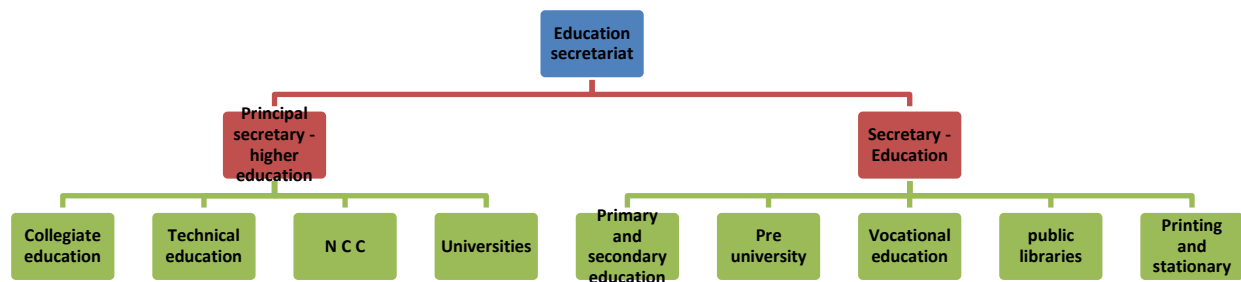 Education
secretariat
Principal
secretary -
higher
education
Secretary -
Education
Collegiate
education
Technical
education
N C C
Universities
Primary
and
secondary
education
Pre
university
Vocational
education
public
libraries
Printing
and
stationary